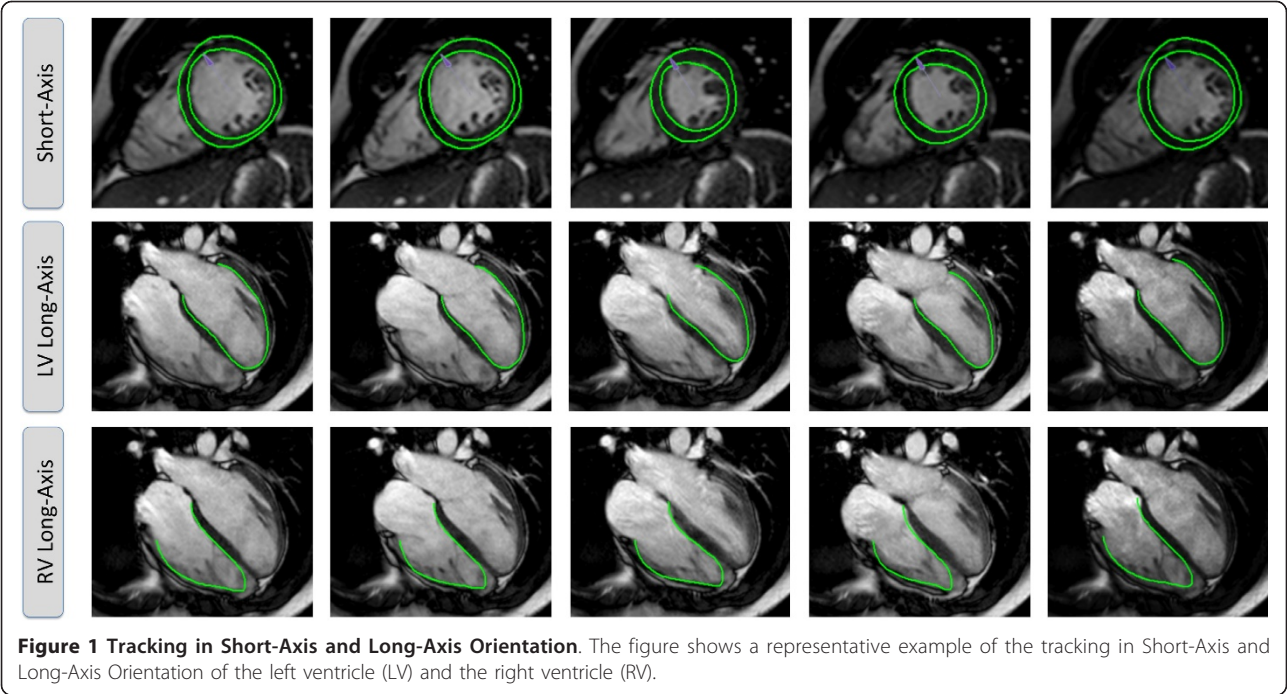 Short-Axis
LV Long-Axis
RV Long-Axis
Figure 1 Tracking in Short-Axis and Long-Axis Orientation. The figure shows a representative example of the tracking in Short-Axis and
Long-Axis Orientation of the left ventricle (LV) and the right ventricle (RV).